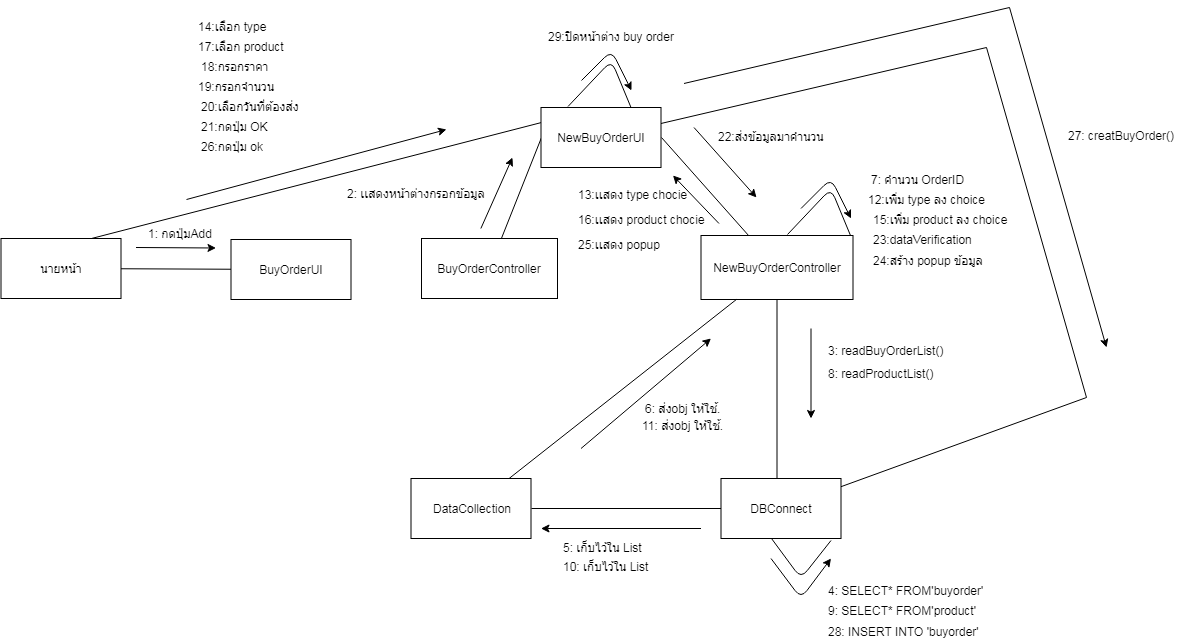 14:เลือก type
17:เลือก product
18:กรอกราคา
19:กรอกจำนวน
20:เลือกวันที่ต้องส่ง
21:กดปุ่ม OK
26:กดปุ่ม ok
29:ปิดหน้าต่าง buy order
NewBuyOrderUI
22:ส่งข้อมูลมาคำนวน
27: creatBuyOrder()
2: แสดงหน้าต่างกรอกข้อมูล
13:แสดง type chocie
16:แสดง product chocie
25:แสดง popup
7: คำนวน OrderID
12:เพิ่ม type ลง choice
15:เพิ่ม product ลง choice
23:dataVerification
24:สร้าง popup ข้อมูล
1: กดปุ่มAdd
นายหน้า
BuyOrderUI
BuyOrderController
NewBuyOrderController
3: readBuyOrderList()
8: readProductList()
6: ส่งobj ให้ใช้.
11: ส่งobj ให้ใช้.
DataCollection
DBConnect
5: เก็บไว้ใน List
10: เก็บไว้ใน List
4: SELECT* FROM'buyorder'
9: SELECT* FROM'product'
28: INSERT INTO 'buyorder'